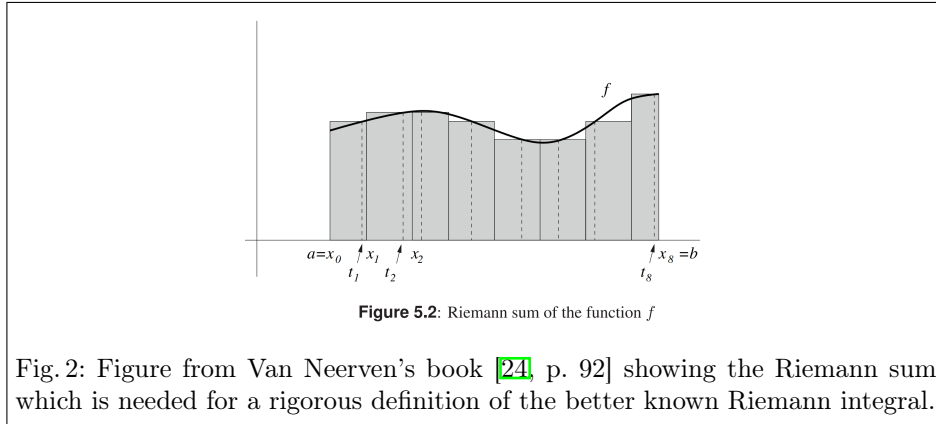 f
a=x₀ x₁ x₂ x₈ =b
t₁ t₂ t₈
Figure 5.2: Riemann sum of the function f
Fig. 2: Figure from Van Neerven's book [24, p. 92] showing the Riemann sum
which is needed for a rigorous definition of the better known Riemann integral.